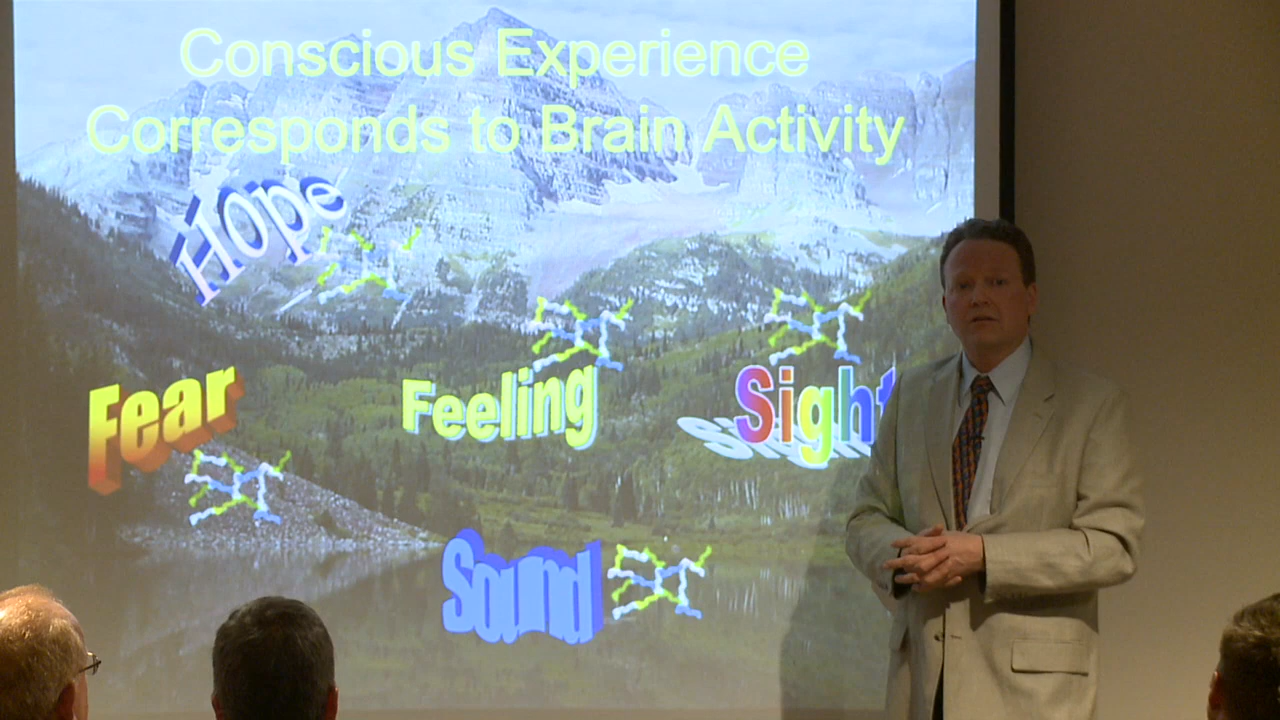 Conscious Experience
Corresponds to Brain Activity
Hope
Fear
Feeling
Sight
Sound